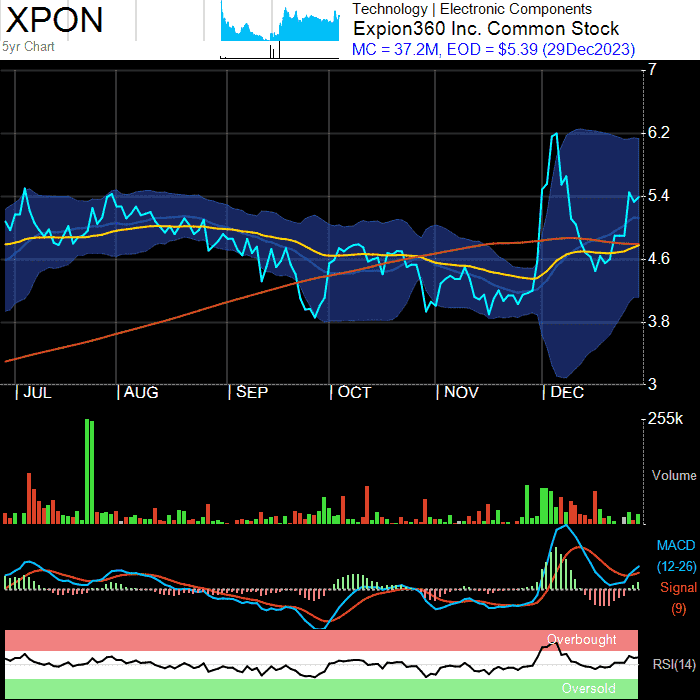 XPON
5yr Chart
Technology | Electronic Components
Expion360 Inc. Common Stock
MC = 37.2M, EOD = $5.39 (29Dec2023)
7
6.2
5.4
4.6
3.8
3
JUL AUG SEP OCT NOV DEC
255k
Volume
MACD
(12-26)
Signal
(9)
Overbought
RSI(14)
Oversold